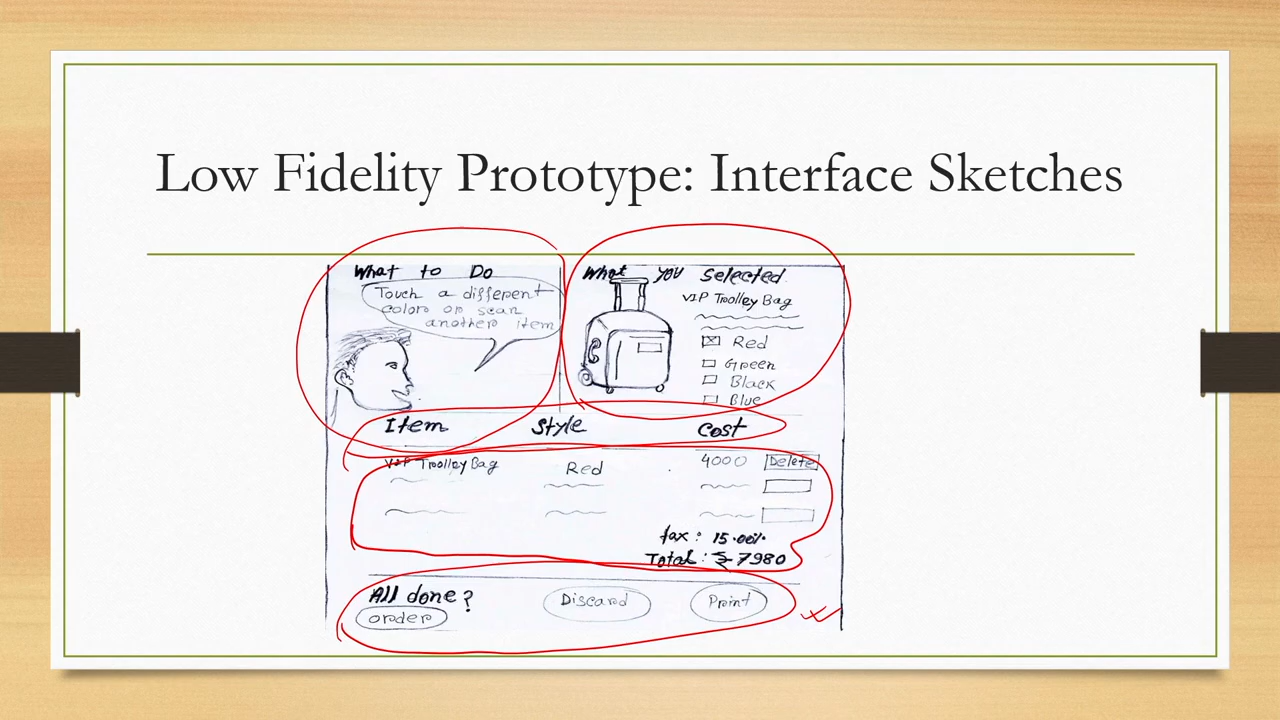 Low Fidelity Prototype: Interface Sketches
What to Do
Touch a different
color or scan
another item
What you selected.
VIP Trolley Bag
Red
Green
Black
Blue
Item Style Cost
VIP Trolley Bag Red 4000 Delete
tax: 15.00%
Total: ₹ 7980
All done?
order Discard Print